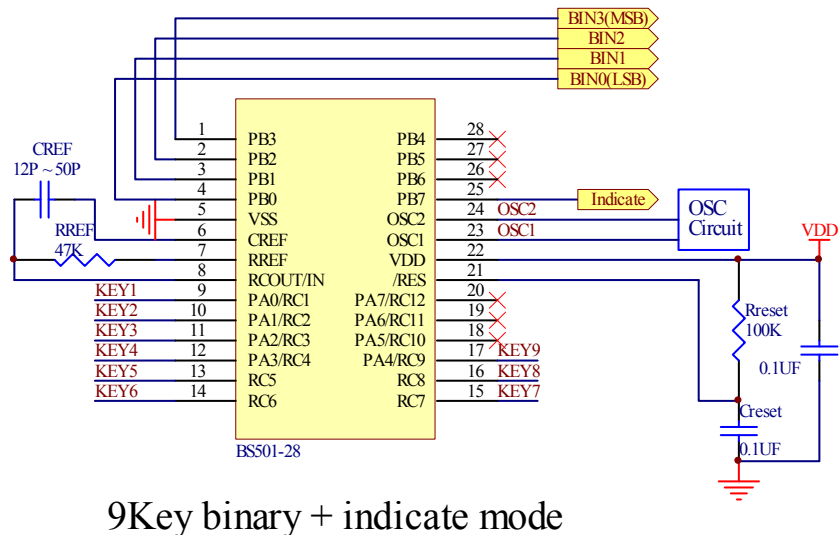 BIN3(MSB)
BIN2
BIN1
BIN0(LSB)
CREF
12P ~ 50P
RREF
47K
1 PB3 PB4 28
2 PB2 PB5 27
3 PB1 PB6 26
4 PB0 PB7 25 Indicate
5 VSS OSC2 24 OSC2
6 CREF OSC1 23 OSC1
7 RREF VDD 22
8 RCOUT/IN /RES 21
KEY1 9 PA0/RC1 PA7/RC12 20
KEY2 10 PA1/RC2 PA6/RC11 19
KEY3 11 PA2/RC3 PA5/RC10 18
KEY4 12 PA3/RC4 PA4/RC9 17 KEY9
KEY5 13 RC5 RC8 16 KEY8
KEY6 14 RC6 RC7 15 KEY7
BS501-28
OSC
Circuit
VDD
Rreset
100K
0.1UF
Creset
0.1UF
9Key binary + indicate mode